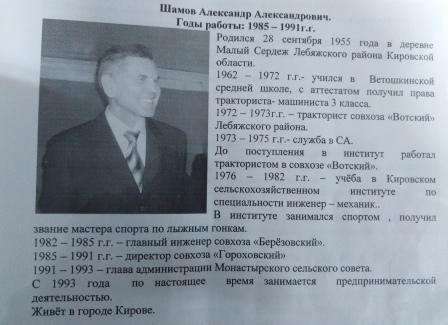 Шамов Александр Александрович.
Годы работы: 1985 – 1991г.г.
Родился 28 сентября 1955 года в деревне
Малый Сердеж Лебяжского района Кировской
области.
1962 – 1972 г.г.- учился в Ветошкинской
средней школе, с аттестатом получил права
тракториста- машиниста 3 класса.
1972 – 1973г.г. – тракторист совхоза «Вотский»
Лебяжского района.
1973 – 1975 г.г.- служба в СА.
До поступления в институт работал
трактористом в совхозе «Вотский».
1976 – 1982 г.г. – учёба в Кировском
сельскохозяйственном институте по
специальности инженер – механик..
В институте занимался спортом , получил
звание мастера спорта по лыжным гонкам.
1982 – 1985 г.г. – главный инженер совхоза «Берёзовский».
1985 – 1991 г.г. – директор совхоза «Гороховский»
1991 – 1993 – глава администрации Монастырского сельского совета.
С 1993 года по настоящее время занимается предпринимательской
деятельностью.
Живёт в городе Кирове.